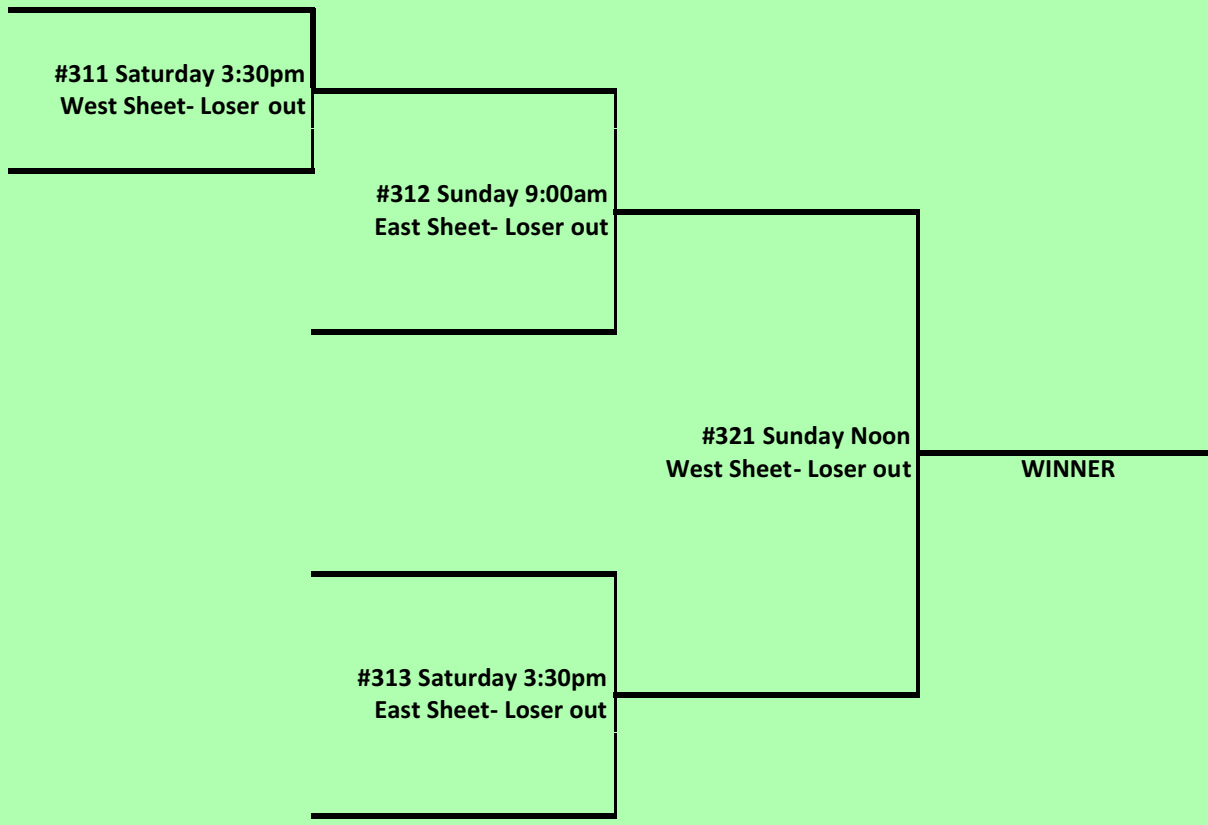 #311 Saturday 3:30pm
West Sheet- Loser out
#312 Sunday 9:00am
East Sheet- Loser out
#321 Sunday Noon
West Sheet- Loser out
WINNER
#313 Saturday 3:30pm
East Sheet- Loser out